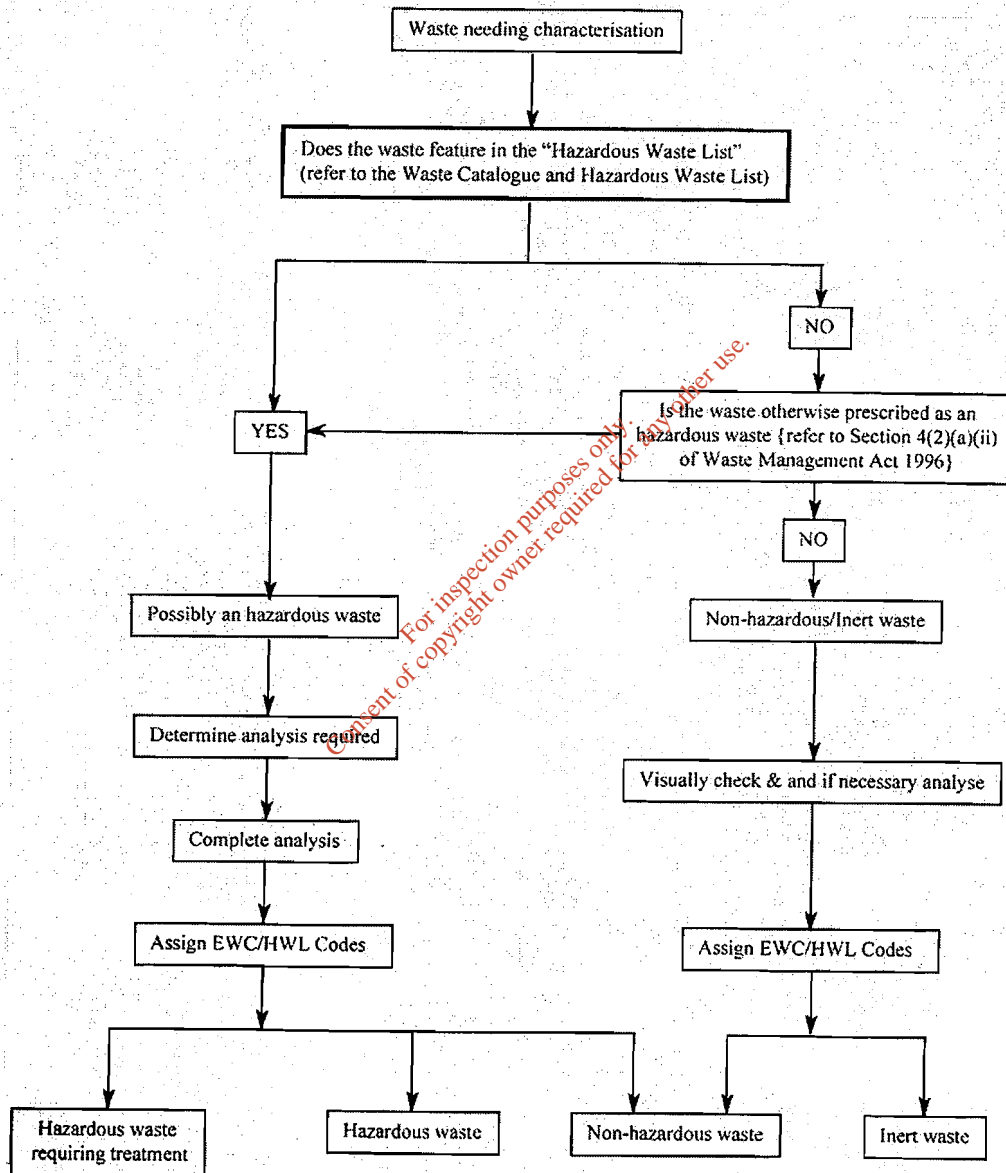 Waste needing characterisation
Does the waste feature in the “Hazardous Waste List”
(refer to the Waste Catalogue and Hazardous Waste List)
NO
YES
Is the waste otherwise prescribed as an
hazardous waste {refer to Section 4(2)(a)(ii)
of Waste Management Act 1996}
NO
Possibly an hazardous waste
Non-hazardous/Inert waste
For inspection purposes only.
Consent of copyright owner required for any other use.
Determine analysis required
Visually check & and if necessary analyse
Complete analysis
Assign EWC/HWL Codes
Assign EWC/HWL Codes
Hazardous waste
requiring treatment
Hazardous waste
Non-hazardous waste
Inert waste